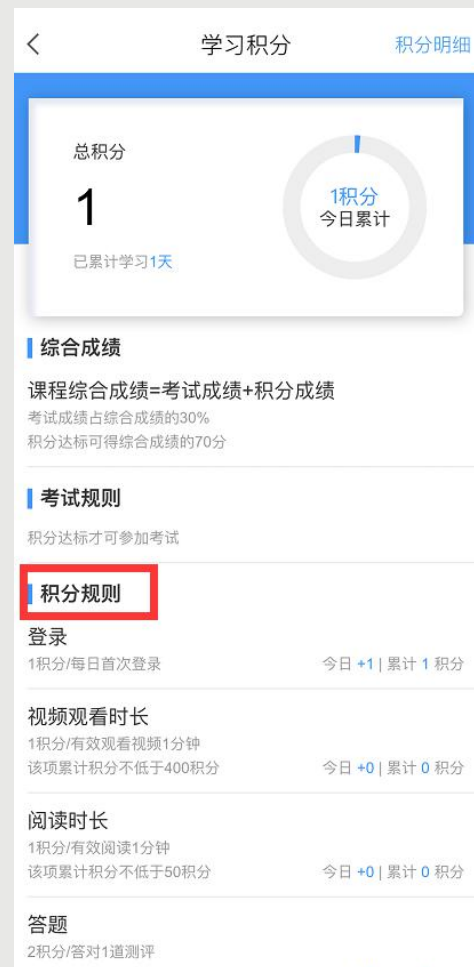 学习积分
积分明细
总积分
1
已累计学习1天
1积分
今日累计
综合成绩
课程综合成绩=考试成绩+积分成绩
考试成绩占综合成绩的30%
积分达标可得综合成绩的70分
考试规则
积分达标才可参加考试
积分规则
登录
1积分/每日首次登录
今日 +1 | 累计 1 积分
视频观看时长
1积分/有效观看视频1分钟
该项累计积分不低于400积分
今日 +0 | 累计 0 积分
阅读时长
1积分/有效阅读1分钟
该项累计积分不低于50积分
今日 +0 | 累计 0 积分
答题
2积分/答对1道测评